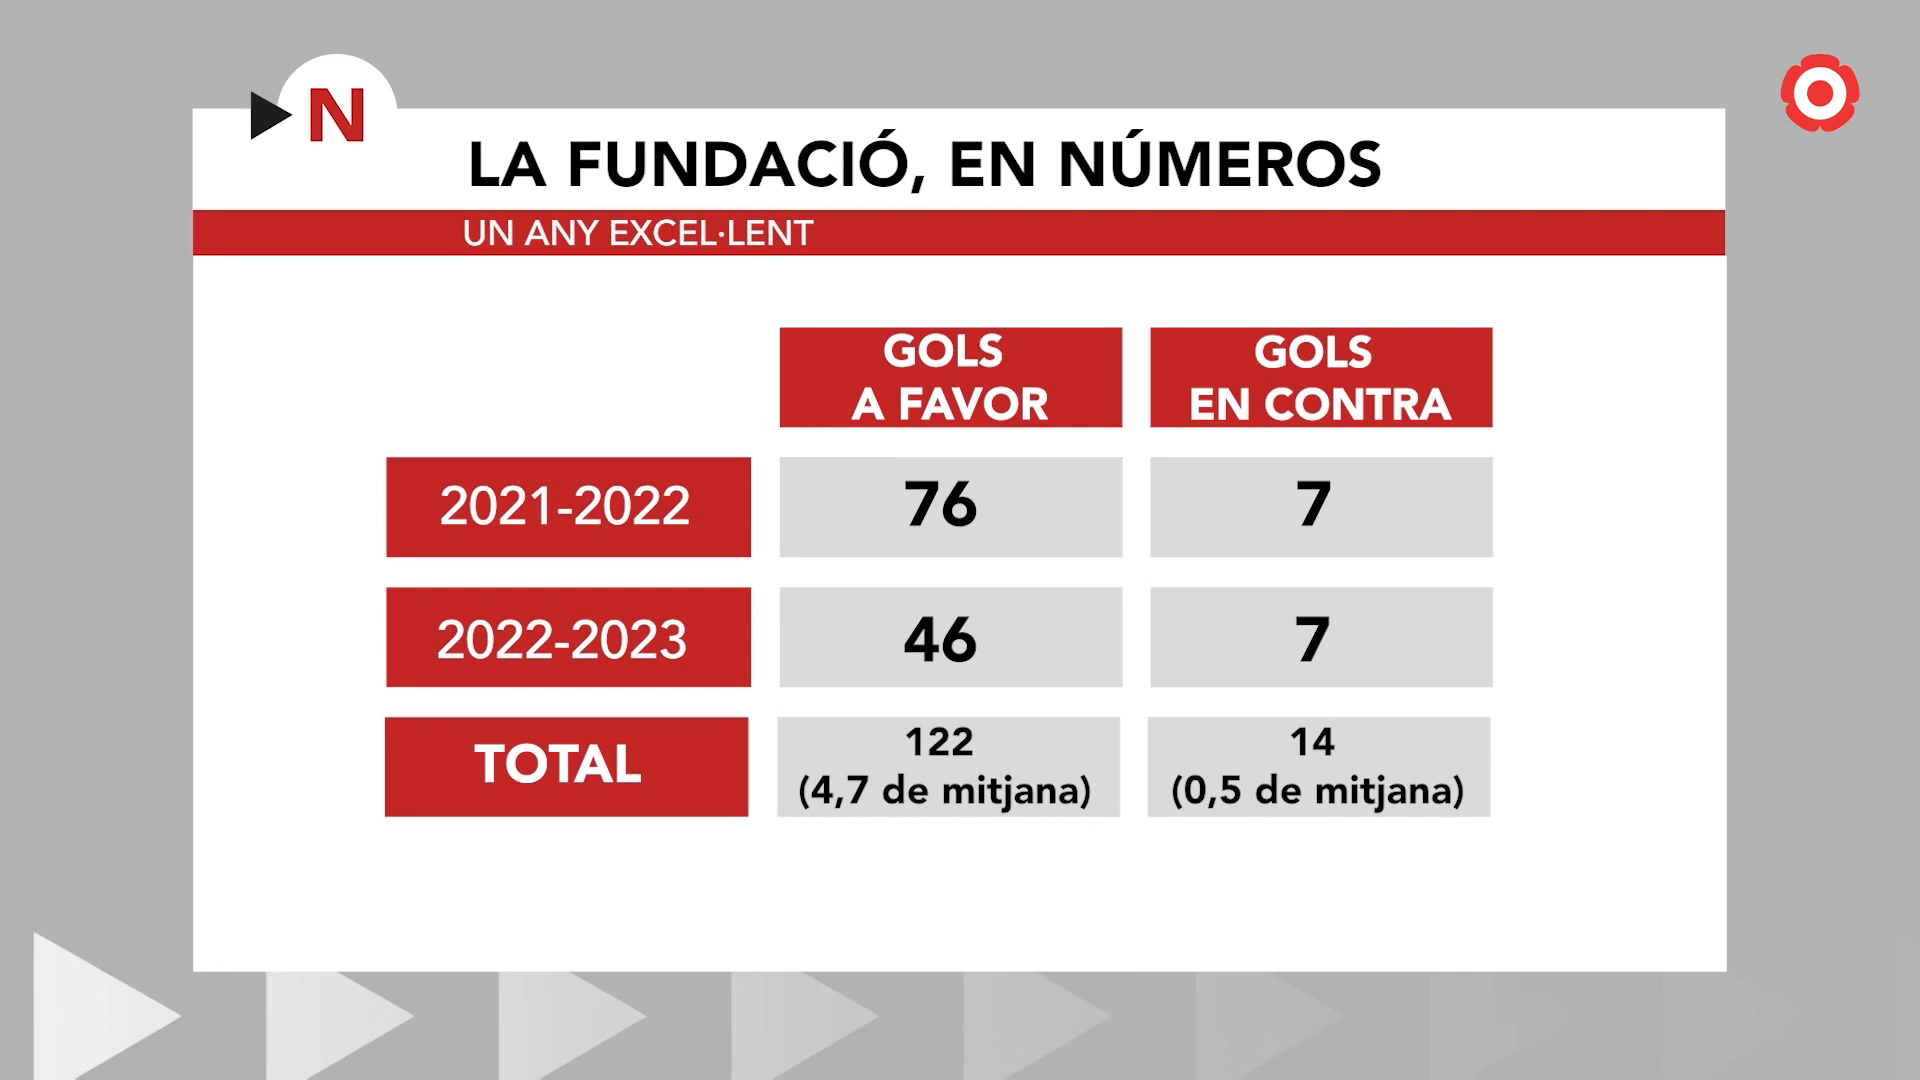 N
LA FUNDACIÓ, EN NÚMEROS
UN ANY EXCEL·LENT
GOLS
A FAVOR
GOLS
EN CONTRA
2021-2022
76
7
2022-2023
46
7
TOTAL
122
(4,7 de mitjana)
14
(0,5 de mitjana)